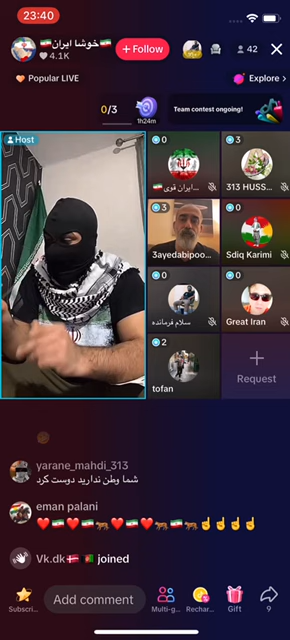 23:40
🇮🇷خوشا ایران🇮🇷
4.1K
+ Follow
42
Popular LIVE
Explore >
0/3
1h24m
Team contest ongoing!
Host
0
3
ایران قوی...
313 HUSS...
3
0
3ayedabipoo...
Sdiq Karimi
0
0
سلام فرمانده
Great Iran
2
tofan
Request
yarane_mahdi_313
شما وطن ندارید دوست کرد
eman palani
❤️🇮🇷❤️🐅❤️🇮🇷❤️🐅🇮🇷🐅☝️☝️☝️☝️
Vk.dk🇩🇰🇵🇹 joined
Add comment
Subscri...
Multi-g...
Rechar...
Gift
9